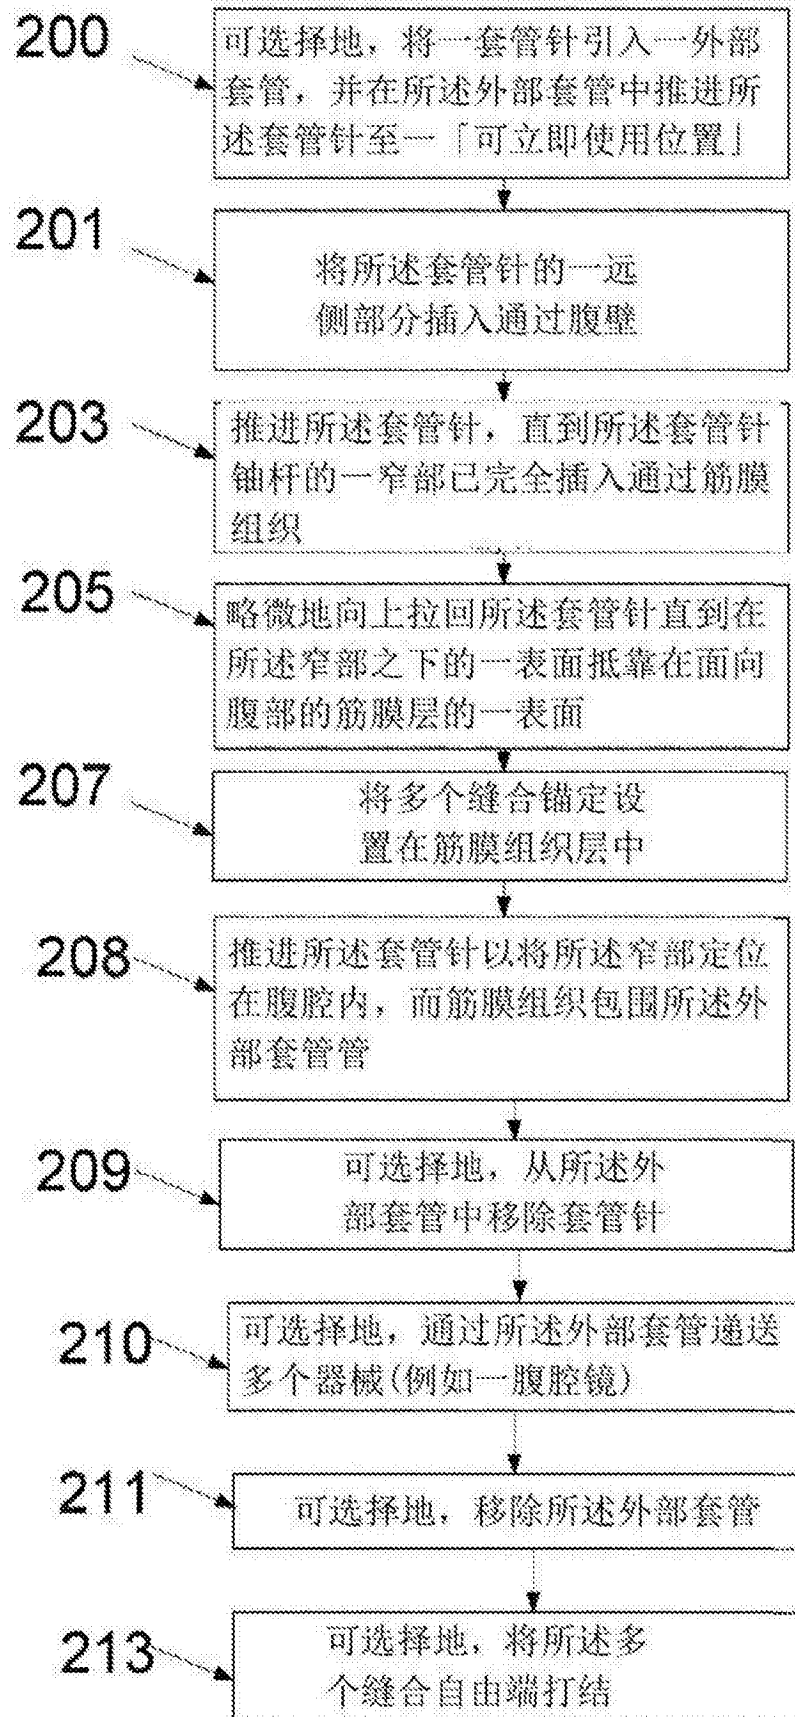 200
可选择地，将一套管针引入一外部
套管，并在所述外部套管中推进所
述套管针至一「可立即使用位置」
201
将所述套管针的一远
侧部分插入通过腹壁
203
推进所述套管针，直到所述套管针
铀杆的一窄部已完全插入通过筋膜
组织
205
略微地向上拉回所述套管针直到在
所述窄部之下的一表面抵靠在面向
腹部的筋膜层的一表面
207
将多个缝合锚定设
置在筋膜组织层中
208
推进所述套管针以将所述窄部定位
在腹腔内，而筋膜组织包围所述外
部套管管
209
可选择地，从所述外
部套管中移除套管针
210
可选择地，通过所述外部套管递送
多个器械(例如一腹腔镜)
211
可选择地，移除所述外部套管
213
可选择地，将所述多
个缝合自由端打结